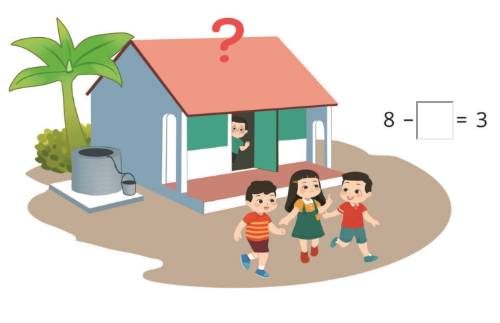 ?
8 – = 3